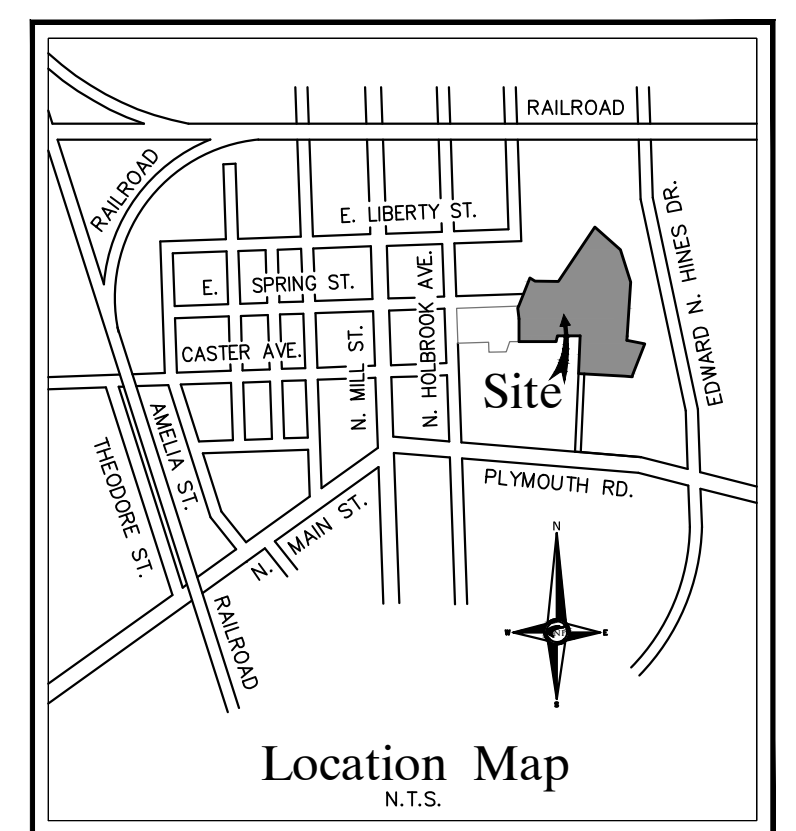 RAILROAD
RAILROAD
E. LIBERTY ST.
EDWARD N. HINES DR.
E. SPRING ST.
N. HOLBROOK AVE.
CASTER AVE.
N. MILL ST.
Site
AMELIA ST.
THEODORE ST.
PLYMOUTH RD.
N. MAIN ST.
RAILROAD
N
W
E
S
Location Map
N.T.S.